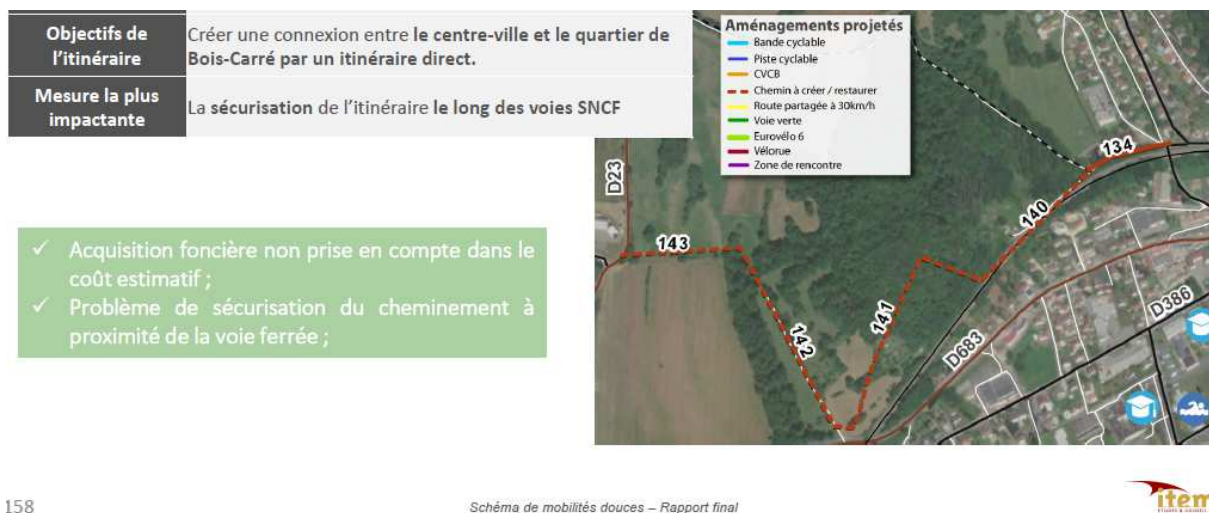 Objectifs de
l'itinéraire
Créer une connexion entre le centre-ville et le quartier de
Bois-Carré par un itinéraire direct.
Mesure la plus
impactante
La sécurisation de l'itinéraire le long des voies SNCF
✓ Acquisition foncière non prise en compte dans le
coût estimatif ;
✓ Problème de sécurisation du cheminement à
proximité de la voie ferrée ;
Aménagements projetés
Bande cyclable
Piste cyclable
CVCB
Chemin à créer / restaurer
Route partagée à 30km/h
Voie verte
Eurovélo 6
Vélorue
Zone de rencontre
134
D23
140
143
141
142
D386
D683
158
Schéma de mobilités douces – Rapport final
item